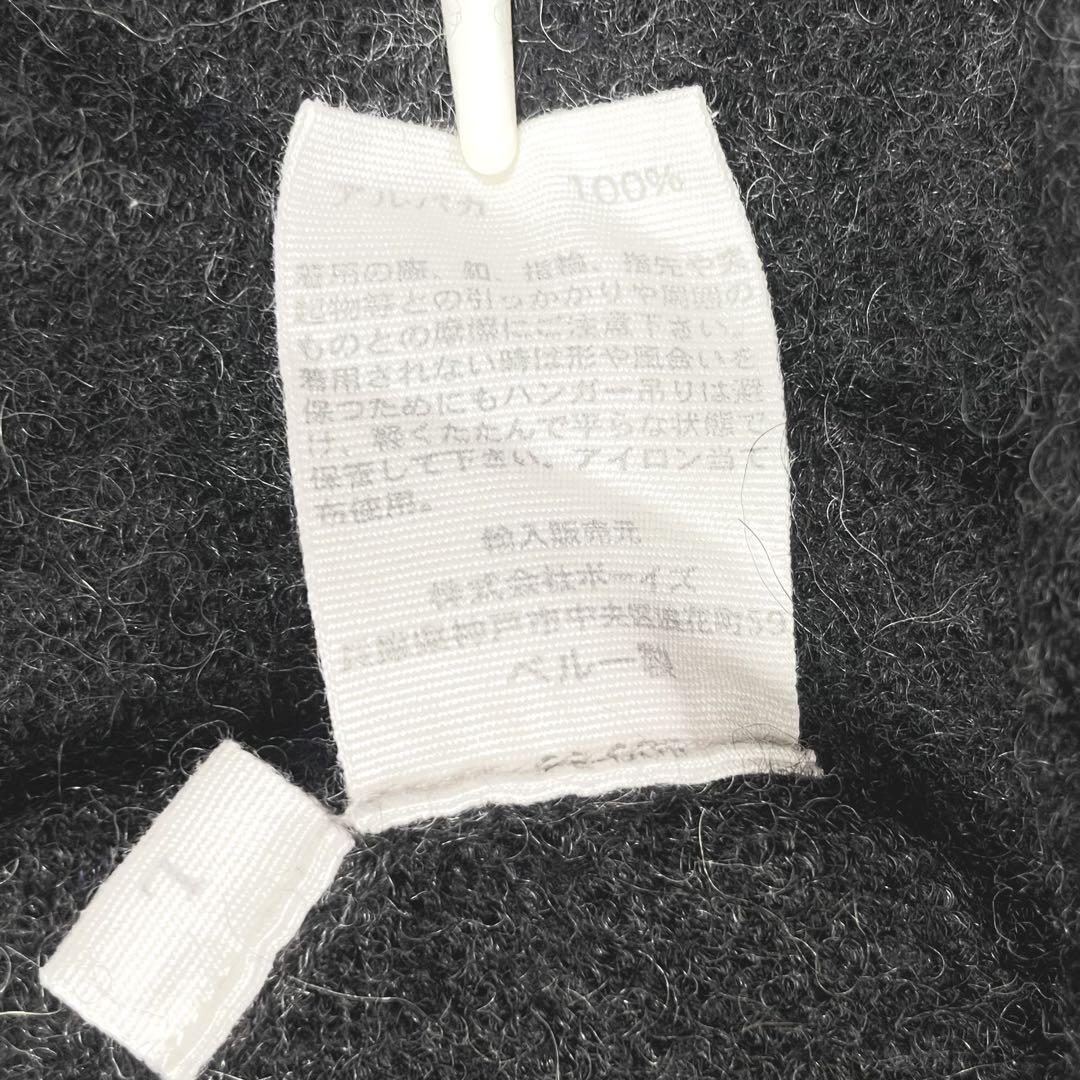 アルパカ 100%
着用の際、釦、指輪、指先や突
起物等との引っかかりや周囲の
ものとの摩擦にご注意下さい。
着用されない時は形や風合いを
保つためにもハンガー吊りは避
け、軽くたたんで平らな状態で
保管して下さい。アイロン当て
布使用。
輸入販売元
株式会社ボーイズ
兵庫県神戸市中央区浪花町59
ペルー製
L